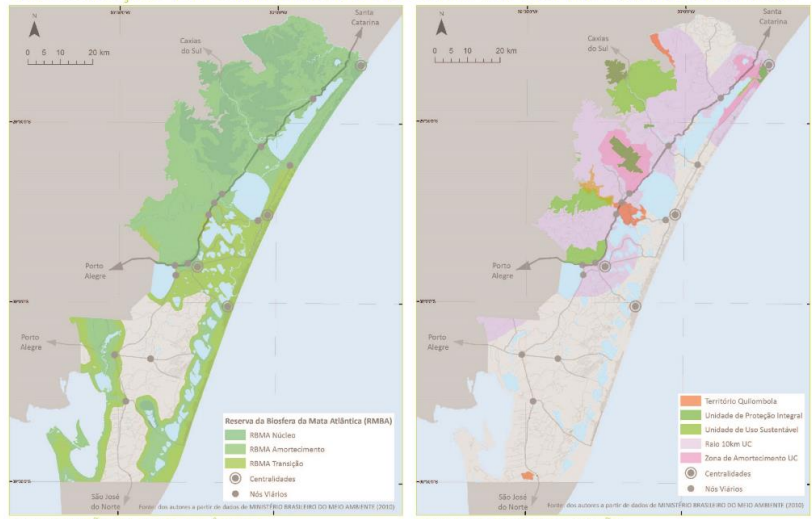 Santa
Catarina
Caxias
do Sul
0 5 10 20 km
Porto
Alegre
Porto
Alegre
São José
do Norte
Reserva da Biosfera da Mata Atlântica (RMBA)
RBMA Núcleo
RBMA Amortecimento
RBMA Transição
Centralidades
Nós Viários
Fonte: dos autores a partir de dados de MINISTÉRIO BRASILEIRO DO MEIO AMBIENTE (2010)
Santa
Catarina
Caxias
do Sul
0 5 10 20 km
Porto
Alegre
Porto
Alegre
São José
do Norte
Território Quilombola
Unidade de Proteção Integral
Unidade de Uso Sustentável
Raio 10km UC
Zona de Amortecimento UC
Centralidades
Nós Viários
Fonte: dos autores a partir de dados de MINISTÉRIO BRASILEIRO DO MEIO AMBIENTE (2010)